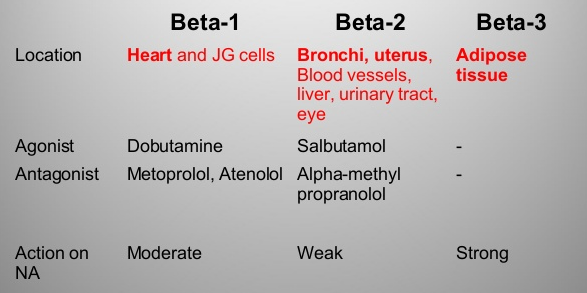 Beta-1 Beta-2 Beta-3
Location Heart and JG cells Bronchi, uterus, Adipose
Blood vessels, tissue
liver, urinary tract,
eye
Agonist Dobutamine Salbutamol -
Antagonist Metoprolol, Atenolol Alpha-methyl -
propranolol
Action on Moderate Weak Strong
NA